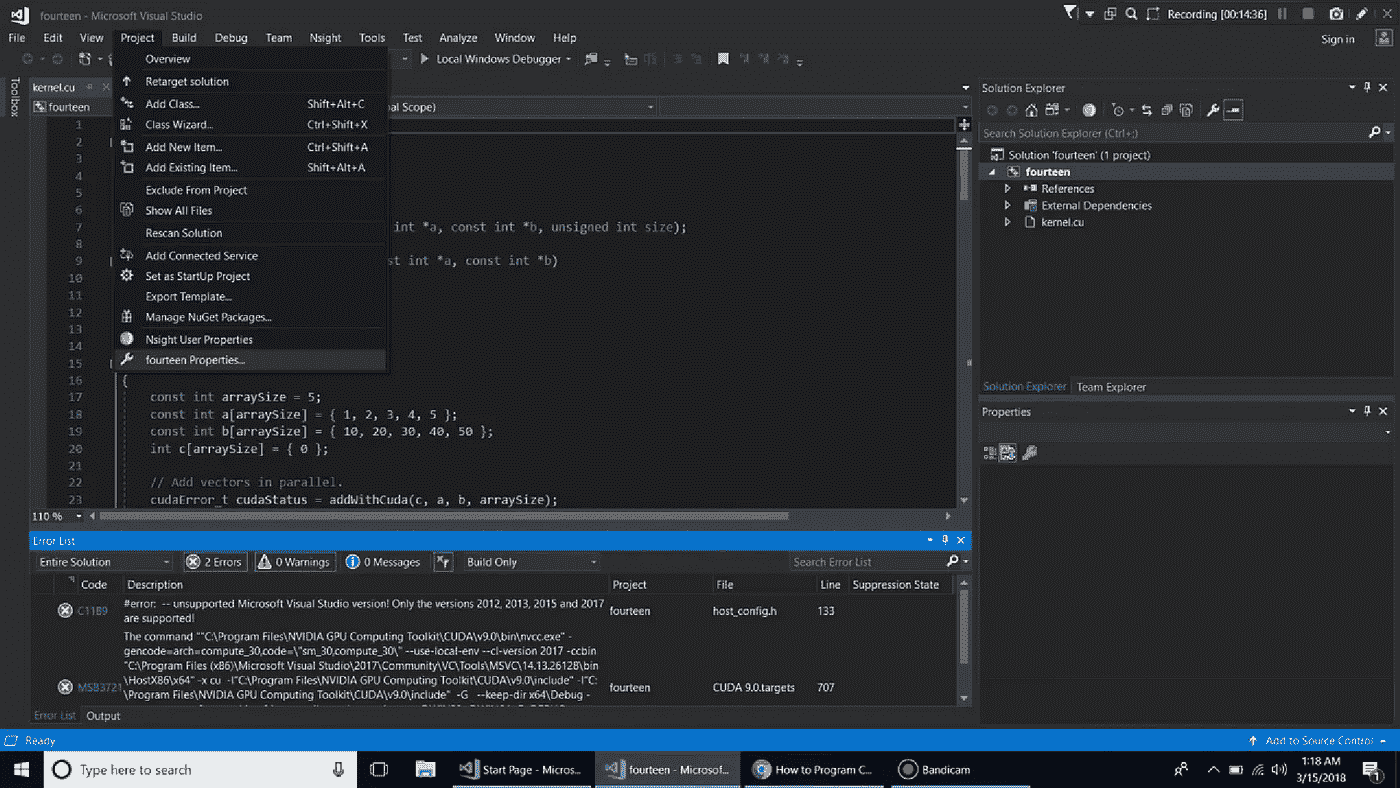 fourteen - Microsoft Visual Studio
Recording [00:14:36]
File Edit View Project Build Debug Team Nsight Tools Test Analyze Window Help
Sign in
Local Windows Debugger
Toolbox
kernel.cu
fourteen
al Scope)
Overview
Retarget solution
Add Class... Shift+Alt+C
Class Wizard... Ctrl+Shift+X
Add New Item... Ctrl+Shift+A
Add Existing Item... Shift+Alt+A
Exclude From Project
Show All Files
Rescan Solution
Add Connected Service
Set as StartUp Project
Export Template...
Manage NuGet Packages...
Nsight User Properties
fourteen Properties...
1
2
3
4
5
6
7 int *a, const int *b, unsigned int size);
8
9 st int *a, const int *b)
10
11
12
13
14
15
16 {
17 const int arraySize = 5;
18 const int a[arraySize] = { 1, 2, 3, 4, 5 };
19 const int b[arraySize] = { 10, 20, 30, 40, 50 };
20 int c[arraySize] = { 0 };
21
22 // Add vectors in parallel.
23 cudaError_t cudaStatus = addWithCuda(c, a, b, arraySize);
110 %
Solution Explorer
Search Solution Explorer (Ctrl+;)
Solution 'fourteen' (1 project)
fourteen
References
External Dependencies
kernel.cu
Solution Explorer Team Explorer
Properties
Error List
Entire Solution 2 Errors 0 Warnings 0 Messages Build Only Search Error List
Code Description Project File Line Suppression State
C1189 #error: -- unsupported Microsoft Visual Studio version! Only the versions 2012, 2013, 2015 and 2017 fourteen host_config.h 133
are supported!
The command ""C:\Program Files\NVIDIA GPU Computing Toolkit\CUDA\v9.0\bin\nvcc.exe" -
gencode=arch=compute_30,code=\"sm_30,compute_30\" --use-local-env --cl-version 2017 -ccbin
"C:\Program Files (x86)\Microsoft Visual Studio\2017\Community\VC\Tools\MSVC\14.13.26128\bin
\HostX86\x64" -x cu -I"C:\Program Files\NVIDIA GPU Computing Toolkit\CUDA\v9.0\include" -I"C:
MSB3721 \Program Files\NVIDIA GPU Computing Toolkit\CUDA\v9.0\include" -G --keep-dir x64\Debug - fourteen CUDA 9.0.targets 707
Error List Output
Ready
Add to Source Control
Type here to search
Start Page - Micros...
fourteen - Microsof...
How to Program C...
Bandicam
1:18 AM
3/15/2018
1